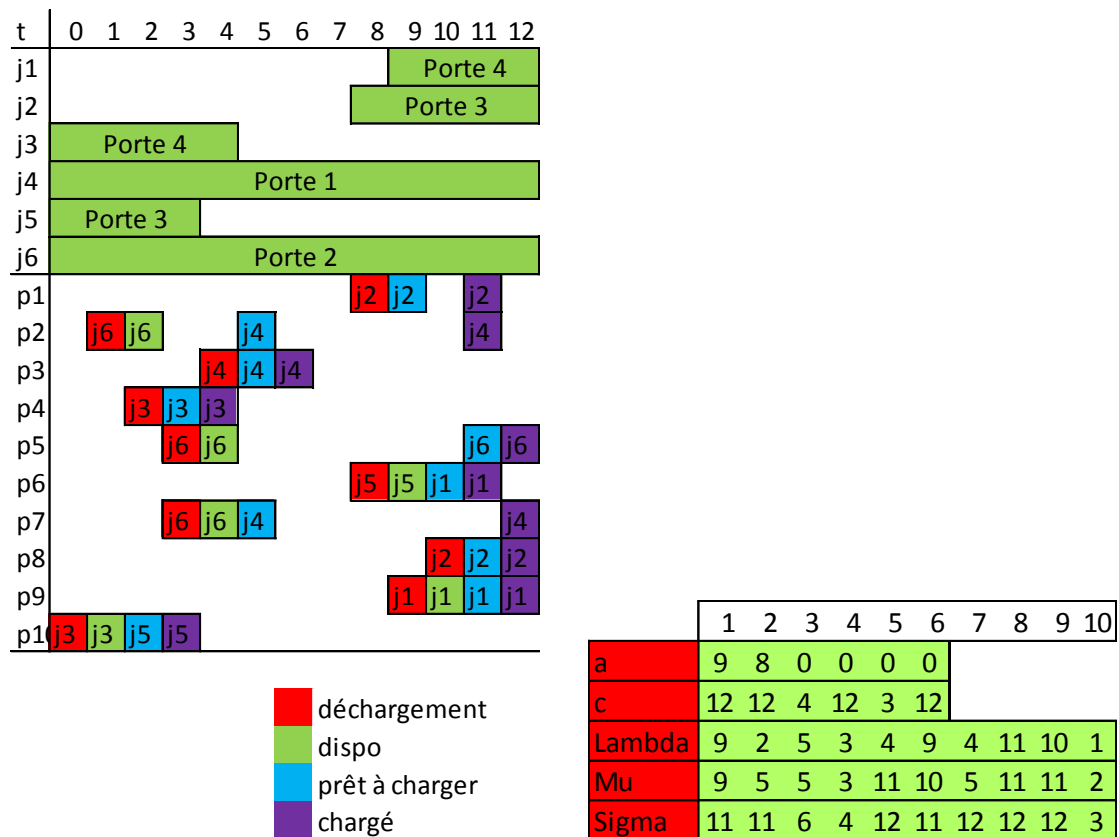 t 0 1 2 3 4 5 6 7 8 9 10 11 12
j1 Porte 4
j2 Porte 3
j3 Porte 4
j4 Porte 1
j5 Porte 3
j6 Porte 2
p1 j2 j2 j2
p2 j6 j6 j4 j4
p3 j4 j4 j4
p4 j3 j3 j3
p5 j6 j6 j6 j6
p6 j5 j5 j1 j1
p7 j6 j6 j4 j4
p8 j2 j2 j2
p9 j1 j1 j1 j1
p10 j3 j3 j5 j5
déchargement
dispo
prêt à charger
chargé
1 2 3 4 5 6 7 8 9 10
a 9 8 0 0 0 0
c 12 12 4 12 3 12
Lambda 9 2 5 3 4 9 4 11 10 1
Mu 9 5 5 3 11 10 5 11 11 2
Sigma 11 11 6 4 12 11 12 12 12 3